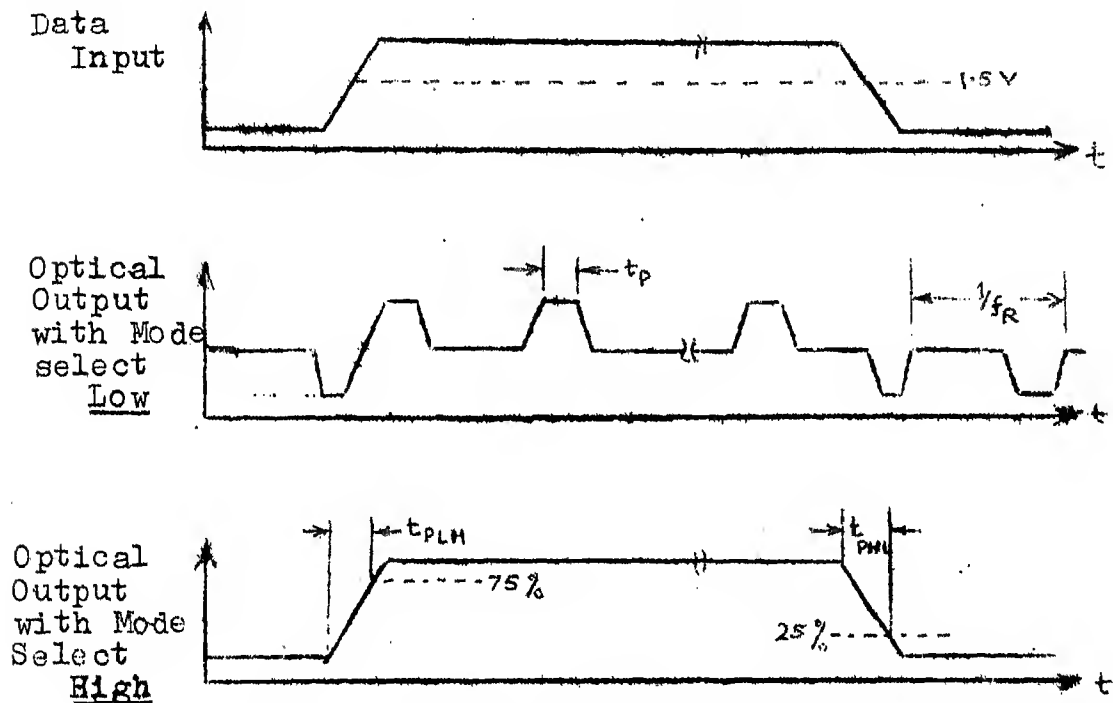 Data
Input
1.5 V
t
Optical
Output
with Mode
select
Low
tP
1/fR
t
Optical
Output
with Mode
Select
High
tPLH
75%
tPHL
25%
t